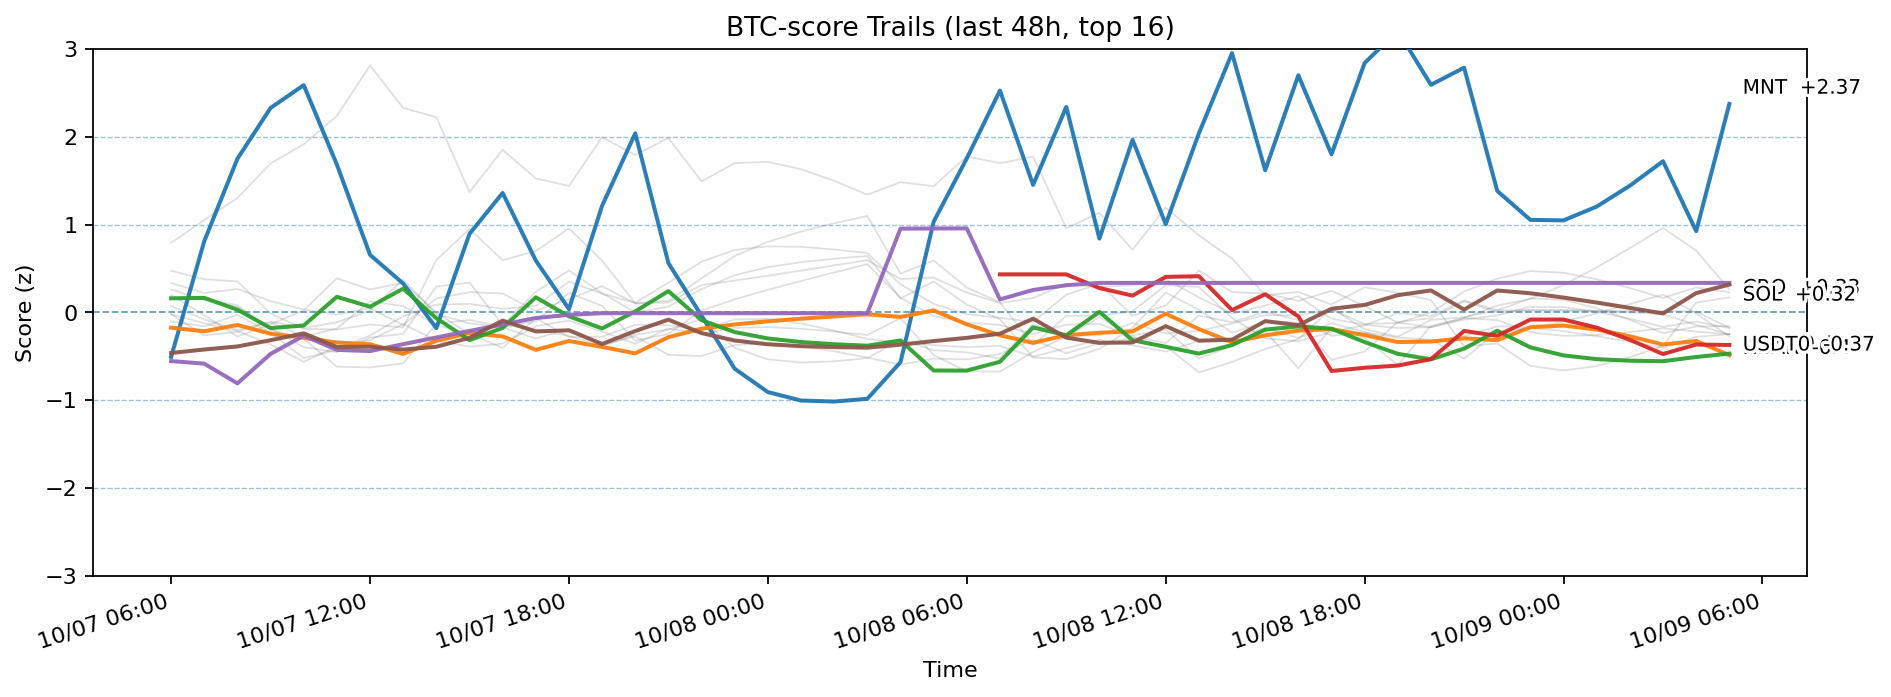 BTC-score Trails (last 48h, top 16)
Score (z)
3
2
1
0
−1
−2
−3
MNT +2.37
SOL +0.32
USDT0
10/07 06:00
10/07 12:00
10/07 18:00
10/08 00:00
10/08 06:00
10/08 12:00
10/08 18:00
10/09 00:00
10/09 06:00
Time